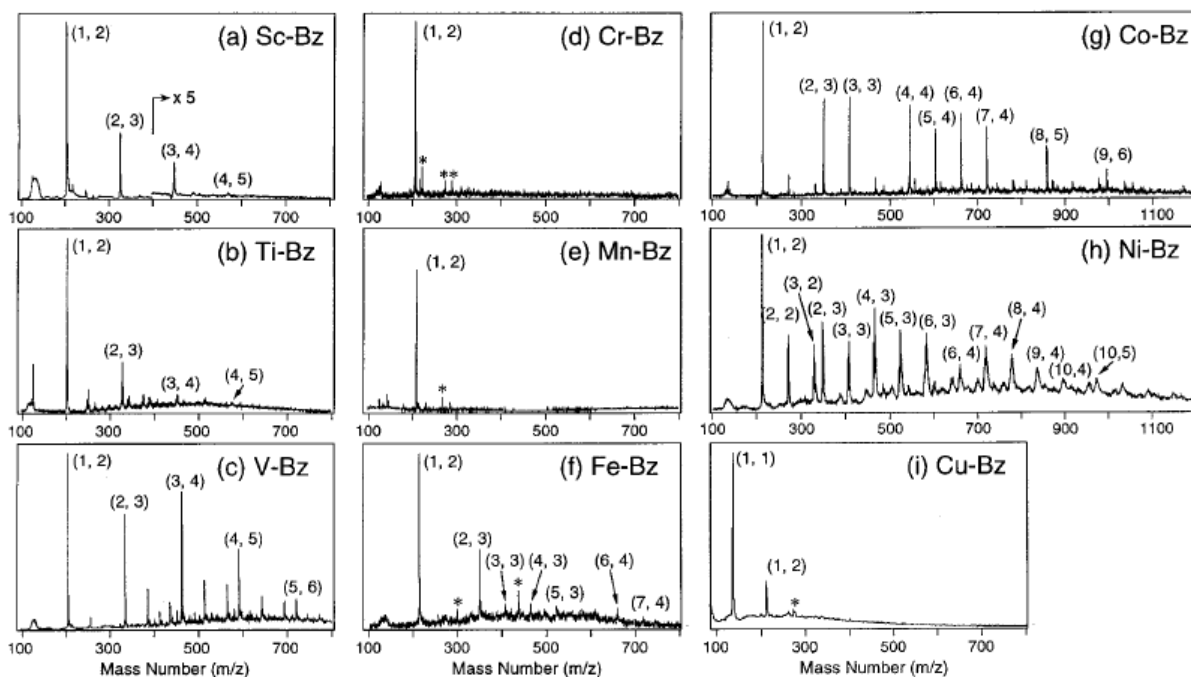 (a) Sc-Bz
(1, 2)
x 5
(2, 3)
(3, 4)
(4, 5)
100 300 500 700
(b) Ti-Bz
(1, 2)
(2, 3)
(3, 4)
(4, 5)
100 300 500 700
(c) V-Bz
(1, 2)
(2, 3)
(3, 4)
(4, 5)
(5, 6)
100 300 500 700
Mass Number (m/z)
(d) Cr-Bz
(1, 2)
*
**
100 300 500 700
(e) Mn-Bz
(1, 2)
*
100 300 500 700
(f) Fe-Bz
(1, 2)
(2, 3)
(3, 3)
(4, 3)
(5, 3)
(6, 4)
(7, 4)
*
*
100 300 500 700
Mass Number (m/z)
(g) Co-Bz
(1, 2)
(2, 3)
(3, 3)
(4, 4)
(5, 4)
(6, 4)
(7, 4)
(8, 5)
(9, 6)
100 300 500 700 900 1100
(h) Ni-Bz
(1, 2)
(2, 2)
(3, 2)
(2, 3)
(3, 3)
(4, 3)
(5, 3)
(6, 3)
(6, 4)
(7, 4)
(8, 4)
(9, 4)
(10,4)
(10,5)
100 300 500 700 900 1100
(i) Cu-Bz
(1, 1)
(1, 2)
*
100 300 500 700
Mass Number (m/z)